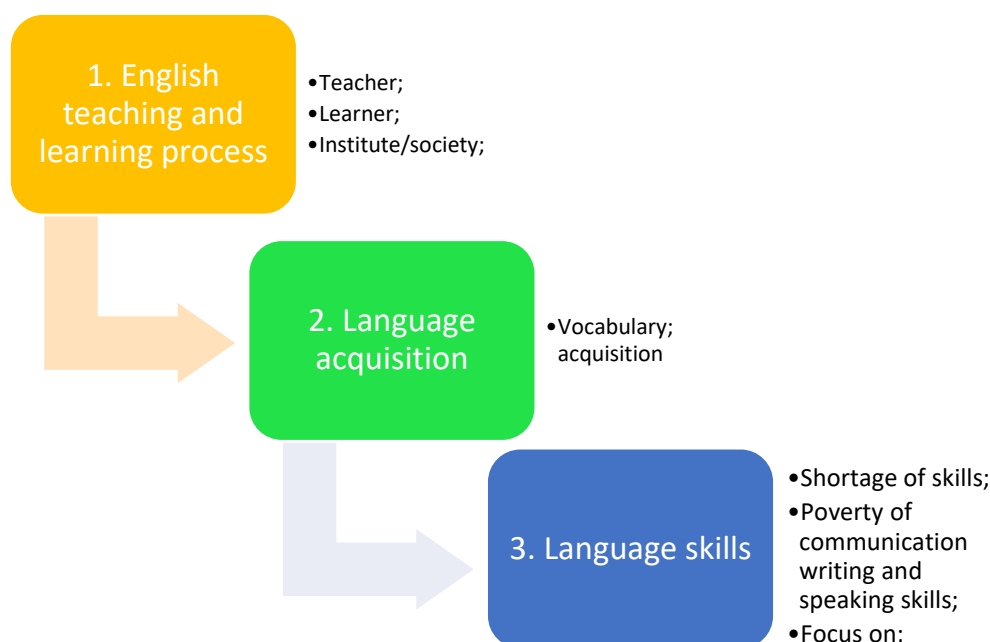 1. English
teaching and
learning process
•Teacher;
•Learner;
•Institute/society;
2. Language
acquisition
•Vocabulary;
acquisition
3. Language skills
•Shortage of skills;
•Poverty of
communication
writing and
speaking skills;
•Focus on: